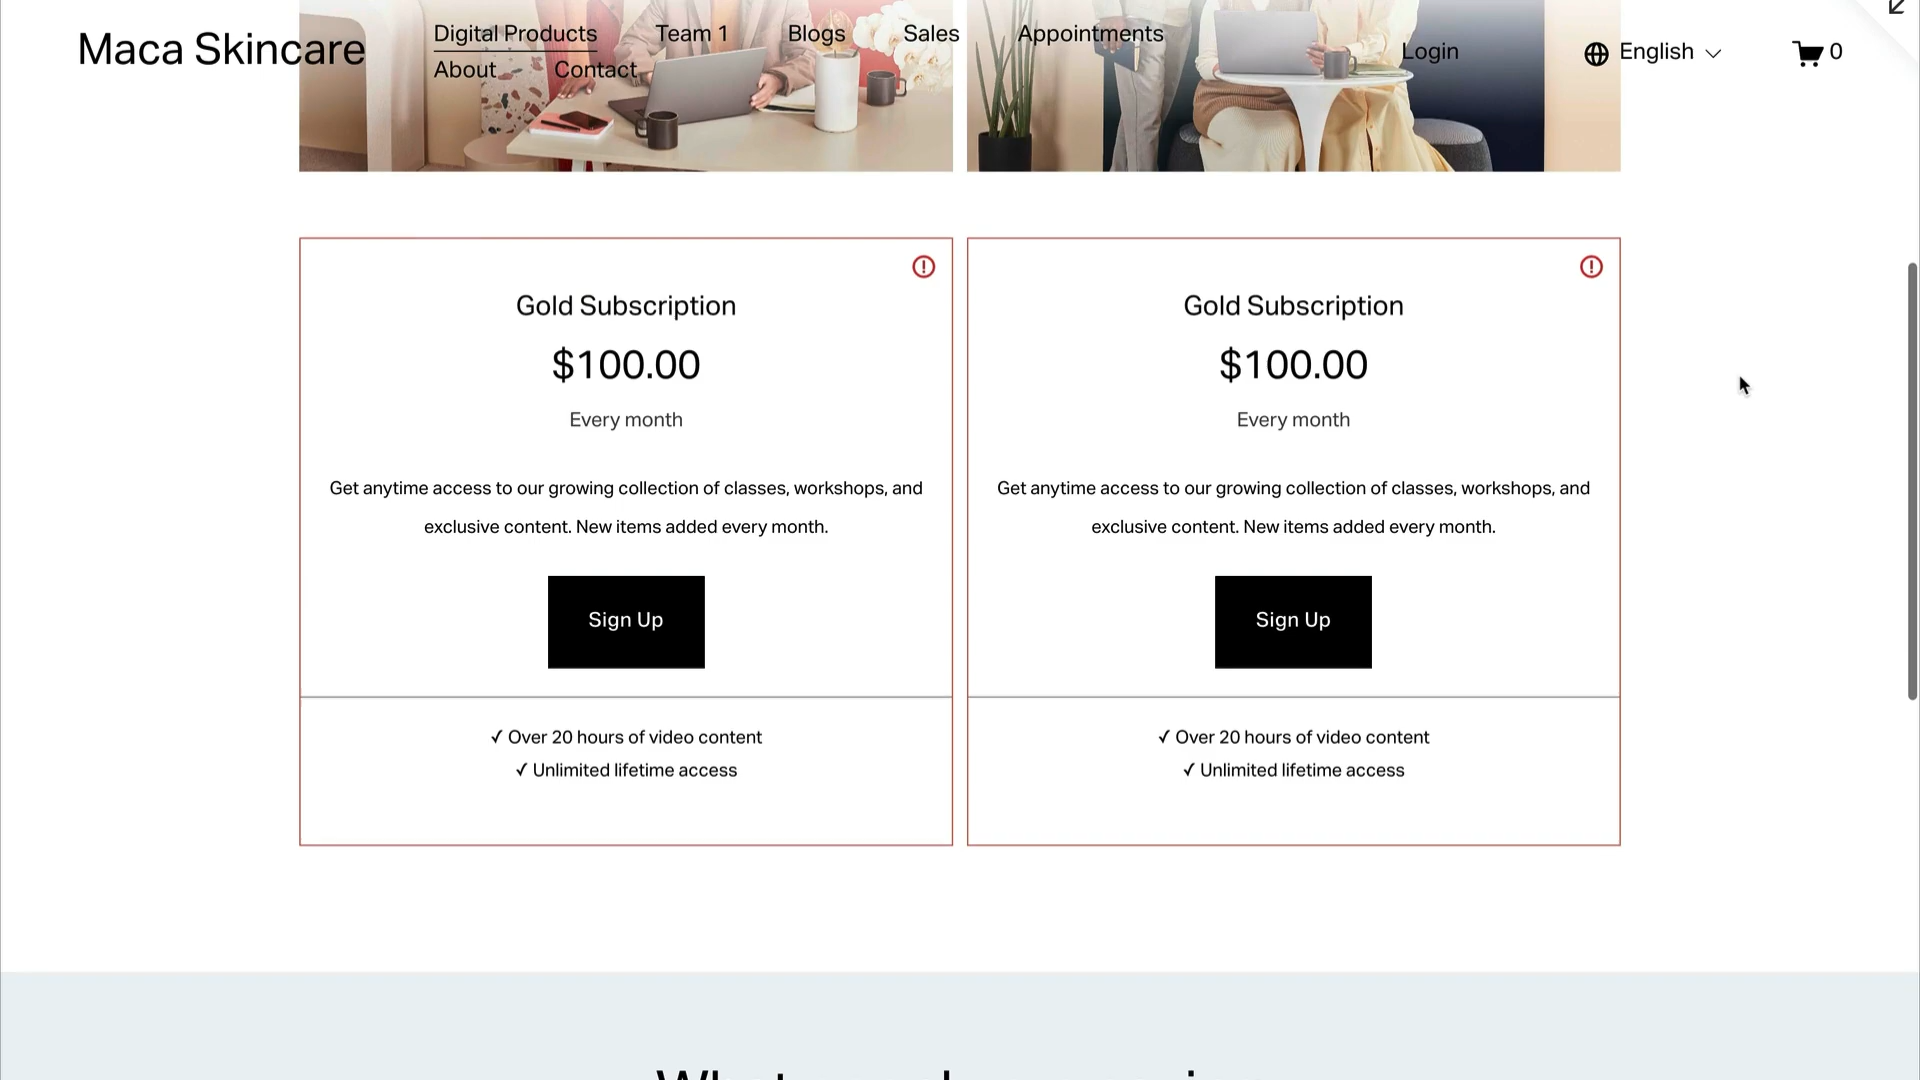 Maca Skincare
Digital Products Team 1 Blogs Sales Appointments
About Contact
Login English 0
Gold Subscription
$100.00
Every month
Get anytime access to our growing collection of classes, workshops, and
exclusive content. New items added every month.
Sign Up
✓ Over 20 hours of video content
✓ Unlimited lifetime access
Gold Subscription
$100.00
Every month
Get anytime access to our growing collection of classes, workshops, and
exclusive content. New items added every month.
Sign Up
✓ Over 20 hours of video content
✓ Unlimited lifetime access